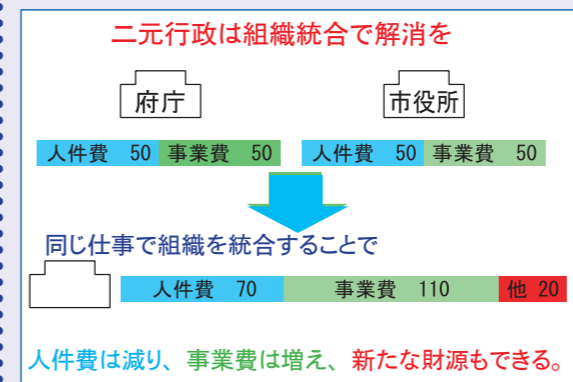 二元行政は組織統合で解消を
府庁 市役所
人件費 50 事業費 50 人件費 50 事業費 50
同じ仕事で組織を統合することで
人件費 70 事業費 110 他 20
人件費は減り、事業費は増え、新たな財源もできる。